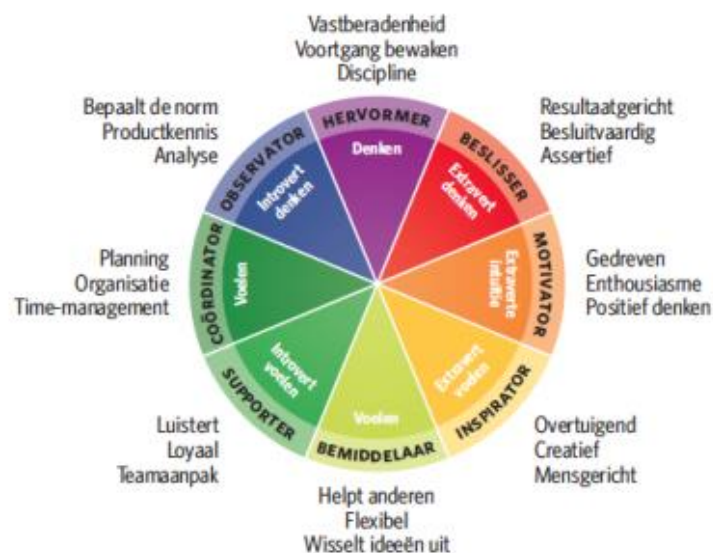 Vastberadenheid
Voortgang bewaken
Discipline
Bepaalt de norm
Productkennis
Analyse
Resultaatgericht
Besluitvaardig
Assertief
HERVORMER
Denken
OBSERVATOR
Introvert
denken
BESLISSER
Extravert
denken
Planning
Organisatie
Time-management
COÖRDINATOR
Voelen
MOTIVATOR
Extraverte
intuïtie
Gedreven
Enthousiasme
Positief denken
SUPPORTER
Introvert
voelen
BEMIDDELAAR
Voelen
INSPIRATOR
Extravert
voelen
Luistert
Loyaal
Teamaanpak
Overtuigend
Creatief
Mensgericht
Helpt anderen
Flexibel
Wisselt ideeën uit